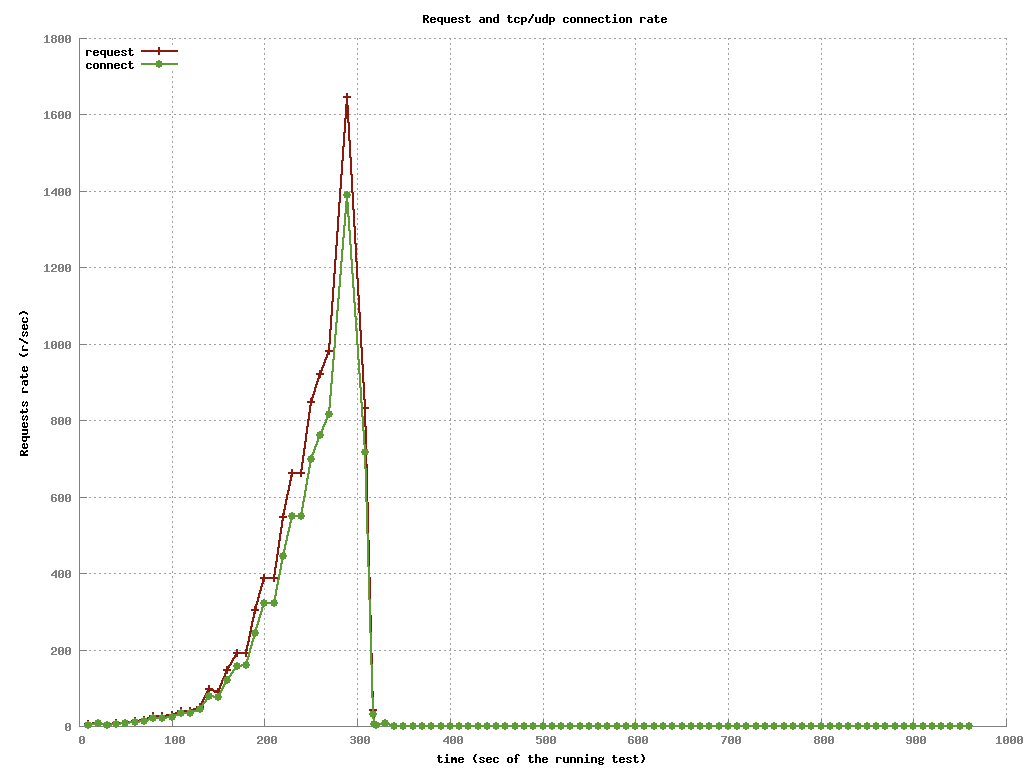 Request and tcp/udp connection rate
request
connect
1800
1600
1400
1200
1000
800
600
400
200
0
Requests rate (r/sec)
0 100 200 300 400 500 600 700 800 900 1000
time (sec of the running test)